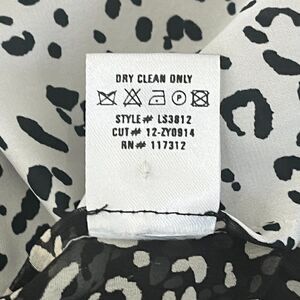 DRY CLEAN ONLY
P
STYLE# LS3812
CUT# 12-ZY0914
RN# 117312